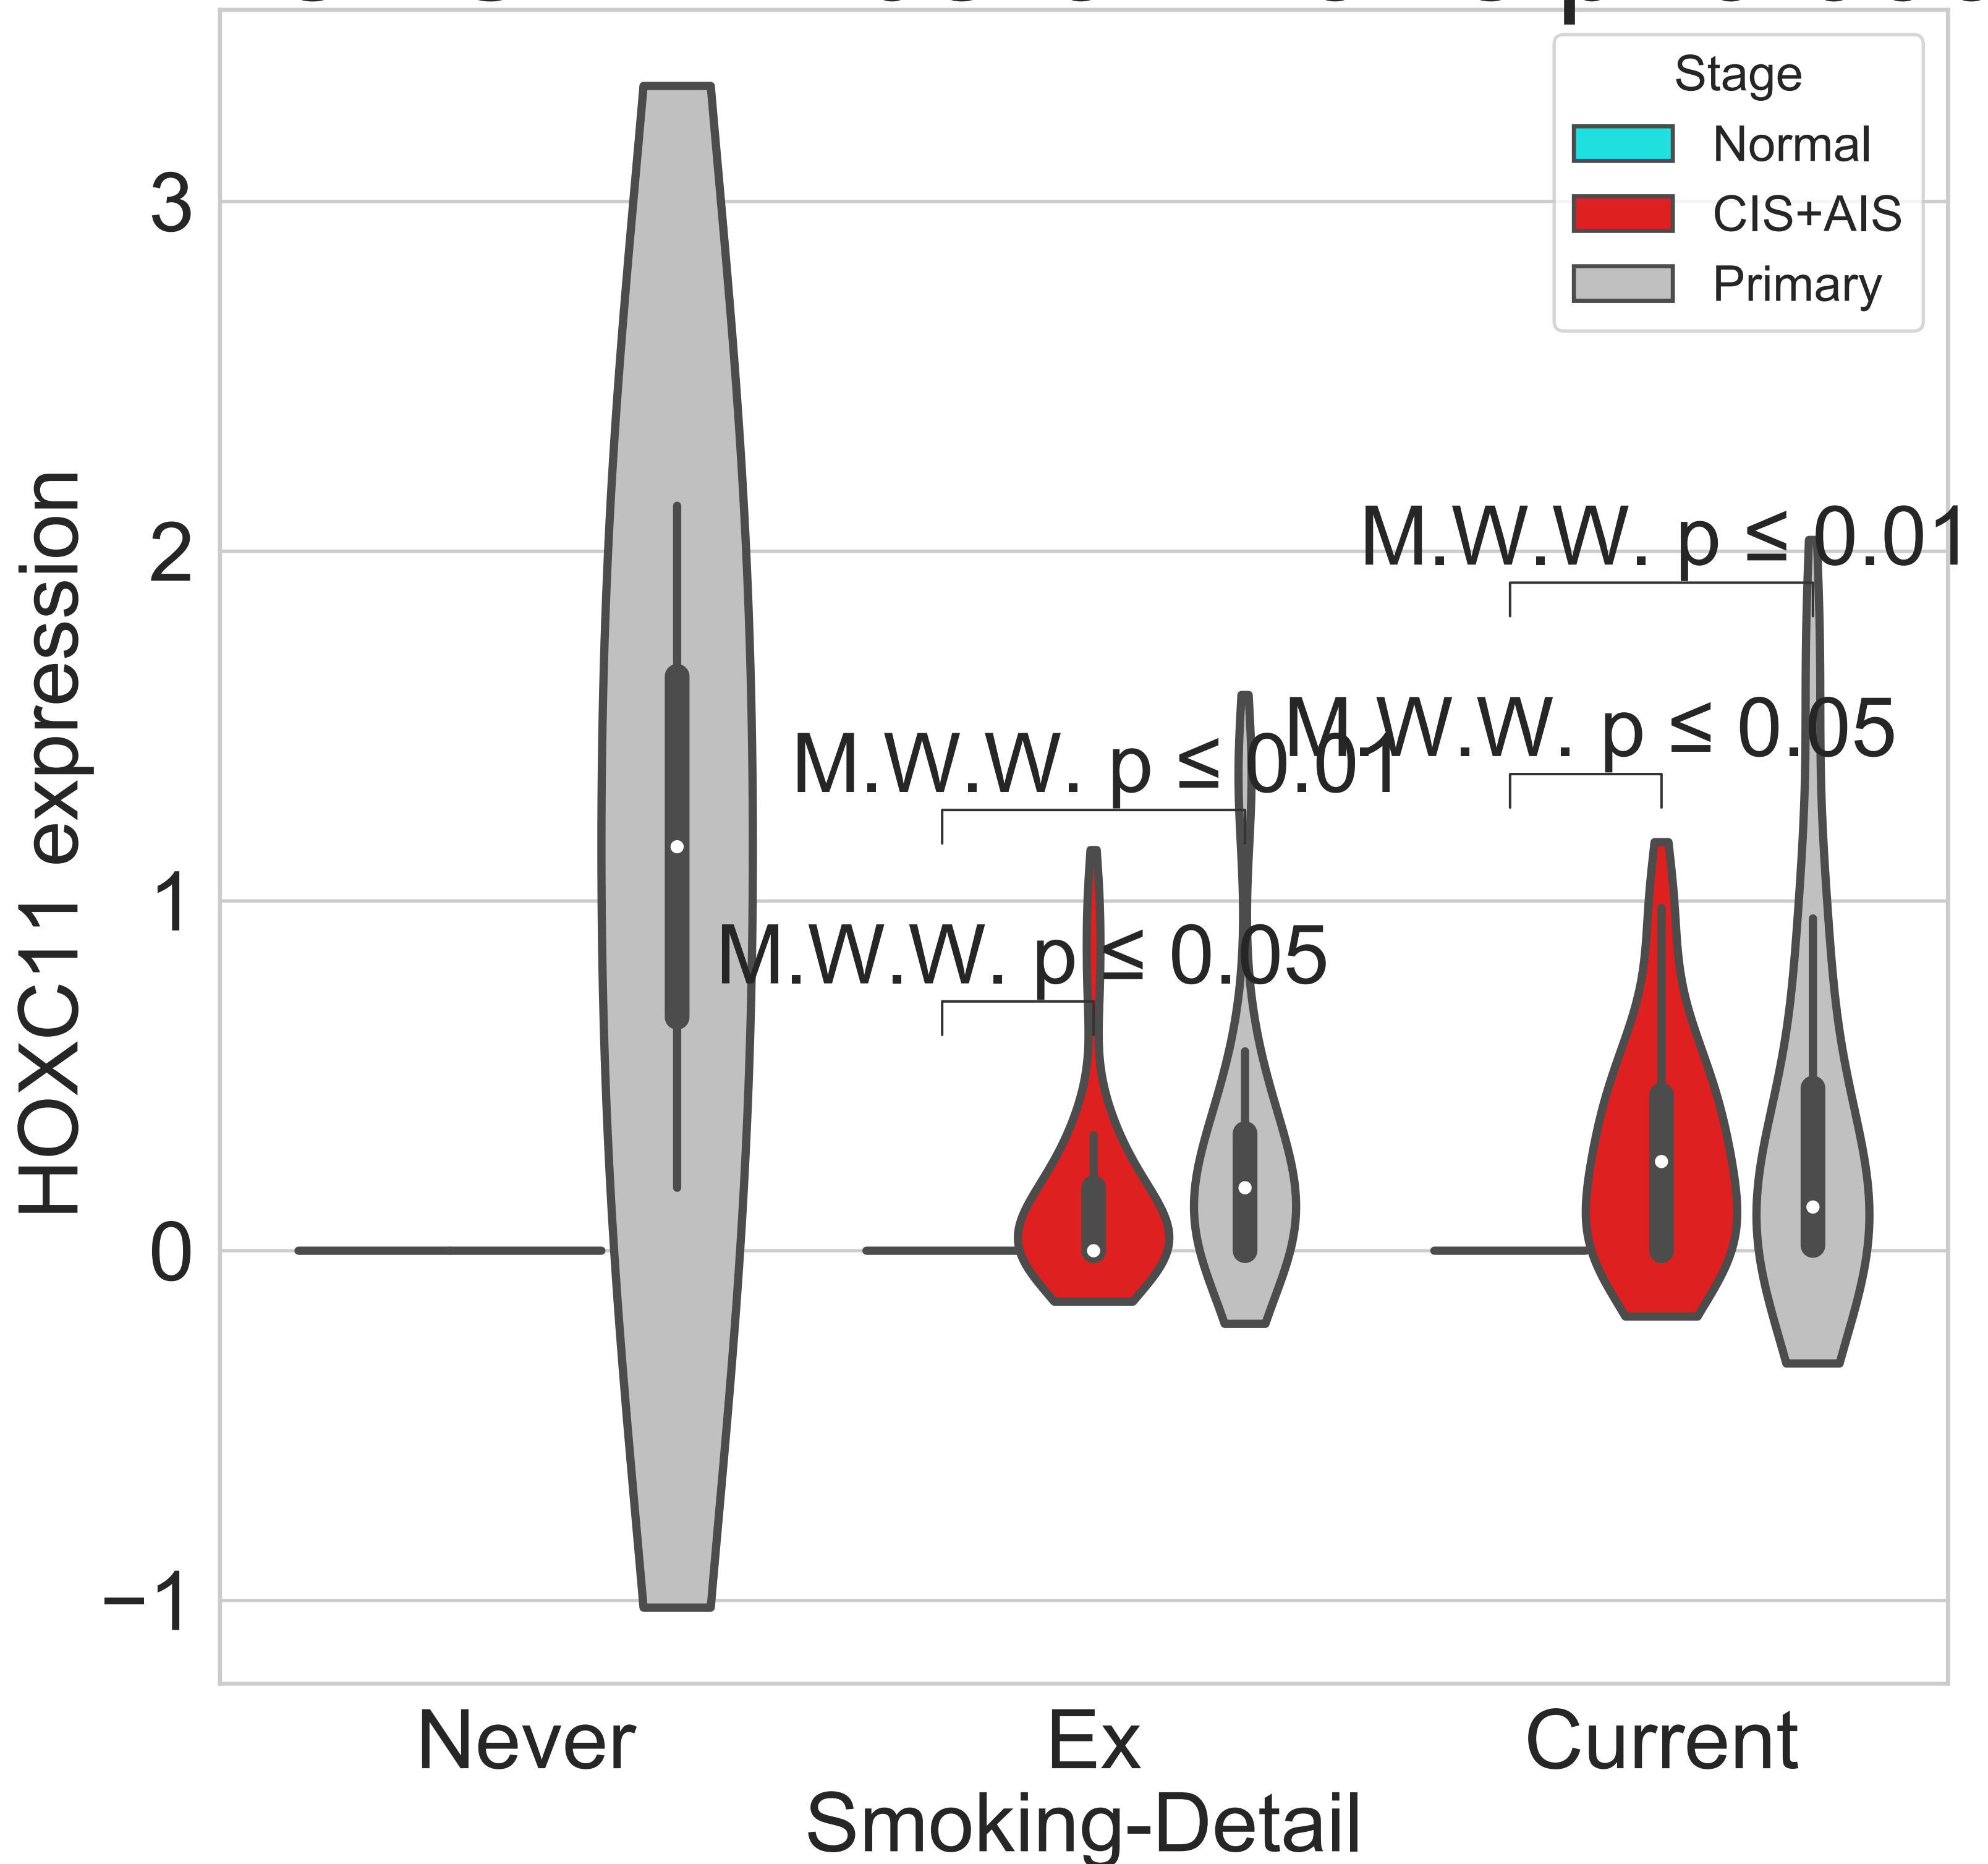 Stage
Normal
CIS+AIS
Primary
HOXC11 expression
3
2
1
0
−1
M.W.W. p ≤ 0.01
M.W.W. p ≤ 0.05
M.W.W. p ≤ 0.01
M.W.W. p ≤ 0.05
Never
Ex
Current
Smoking-Detail